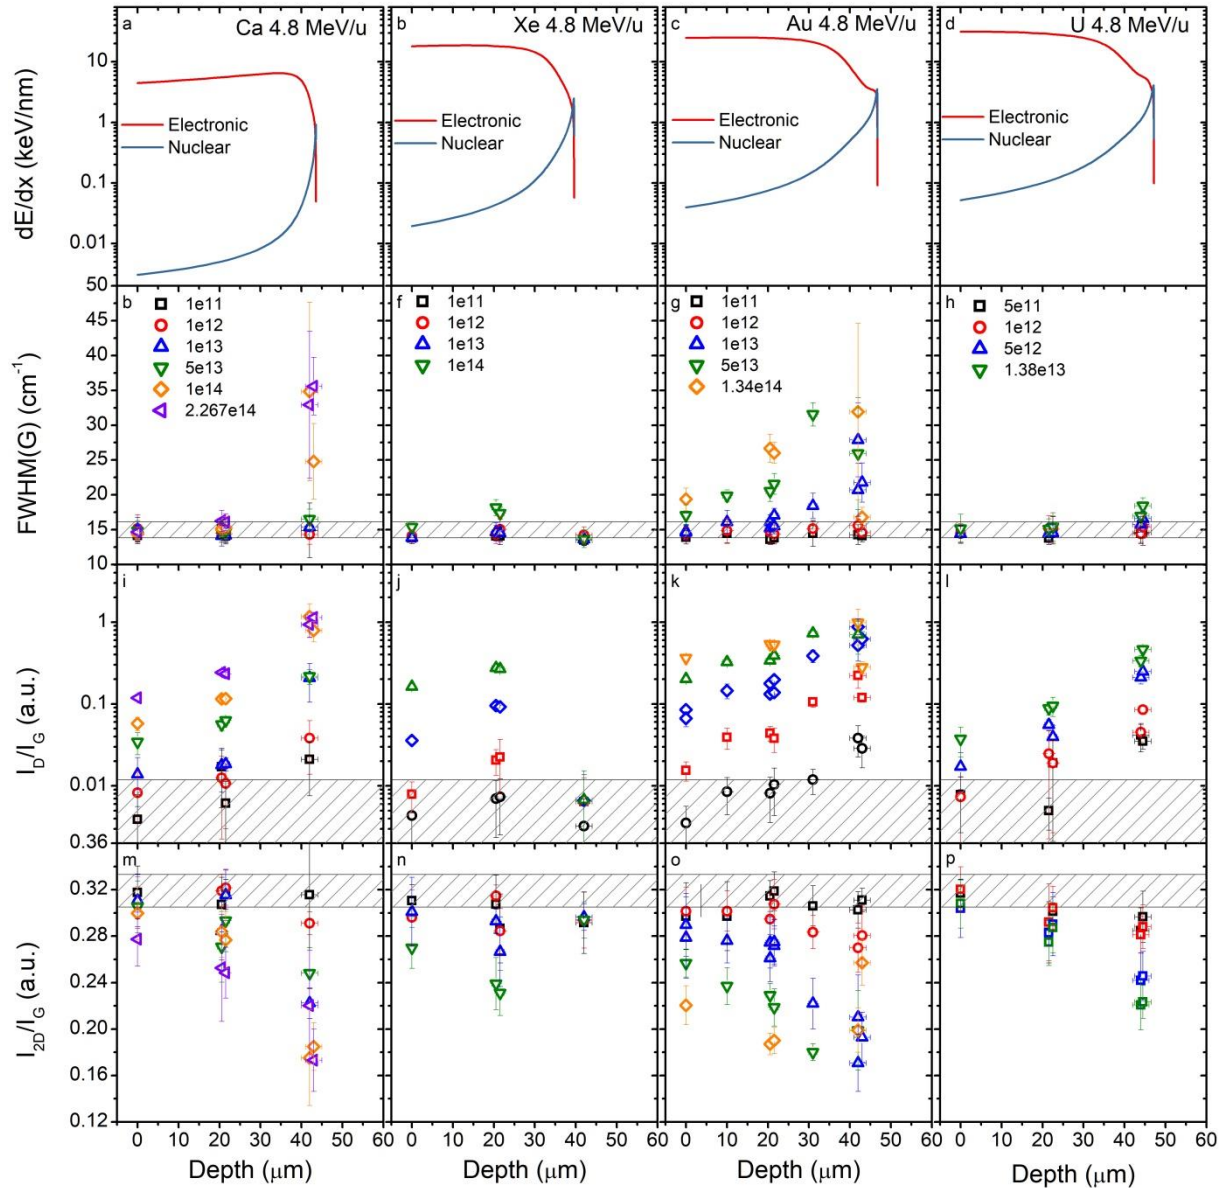 a
Ca 4.8 MeV/u
b
Xe 4.8 MeV/u
c
Au 4.8 MeV/u
d
U 4.8 MeV/u
dE/dx (keV/nm)
10
1
0.1
0.01
Electronic
Nuclear
Electronic
Nuclear
Electronic
Nuclear
Electronic
Nuclear
FWHM(G) (cm⁻¹)
50
45
40
35
30
25
20
15
10
b
1e11
1e12
1e13
5e13
1e14
2.267e14
f
1e11
1e12
1e13
1e14
g
1e11
1e12
1e13
5e13
1.34e14
h
5e11
1e12
5e12
1.38e13
I_D/I_G (a.u.)
1
0.1
0.01
i
j
k
l
I_2D/I_G (a.u.)
0.36
0.32
0.28
0.24
0.20
0.16
0.12
m
n
o
p
0 10 20 30 40 50 60
0 10 20 30 40 50 60
0 10 20 30 40 50 60
0 10 20 30 40 50 60
Depth (μm)
Depth (μm)
Depth (μm)
Depth (μm)